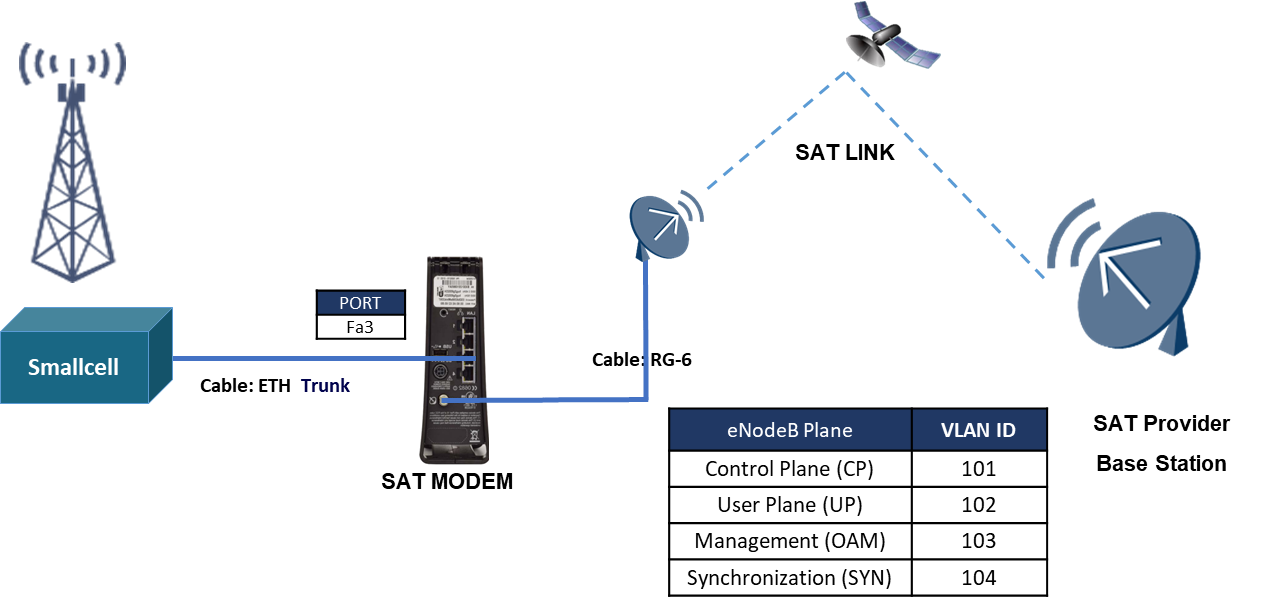 SAT LINK
PORT
Fa3
Smallcell
Cable: ETH Trunk
Cable: RG-6
SAT MODEM
eNodeB Plane VLAN ID
Control Plane (CP) 101
User Plane (UP) 102
Management (OAM) 103
Synchronization (SYN) 104
SAT Provider
Base Station